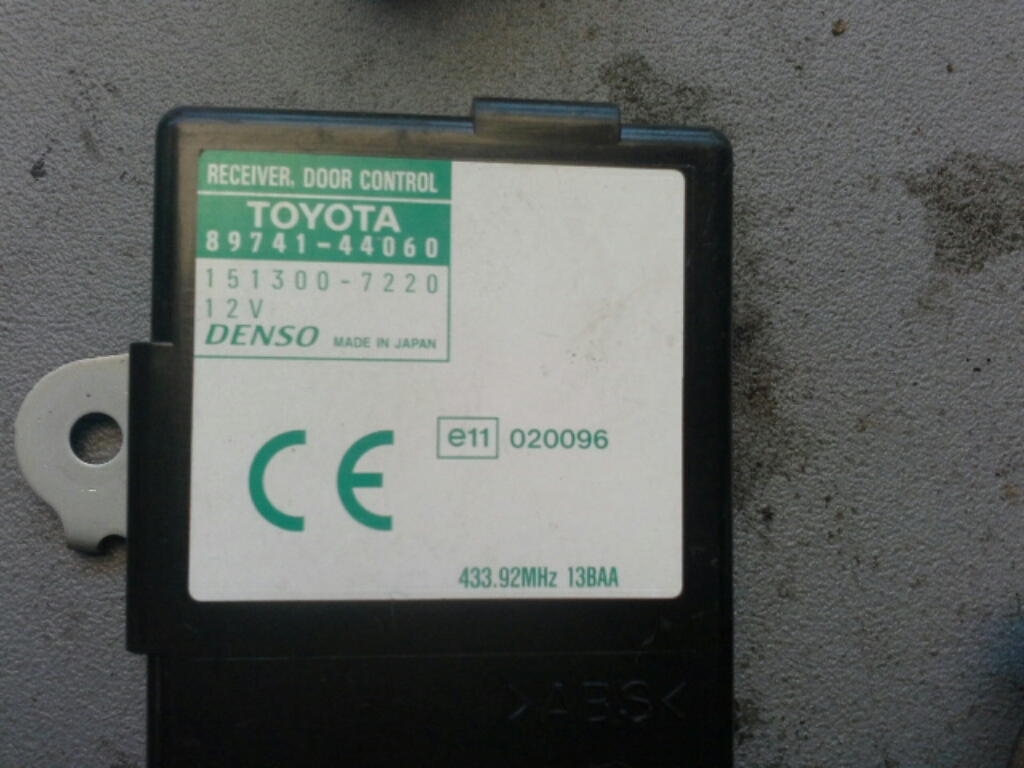 RECEIVER, DOOR CONTROL
TOYOTA
89741-44060
151300-7220
12V
DENSO MADE IN JAPAN
CE
e11 020096
433.92MHz 13BAA
>ABS<